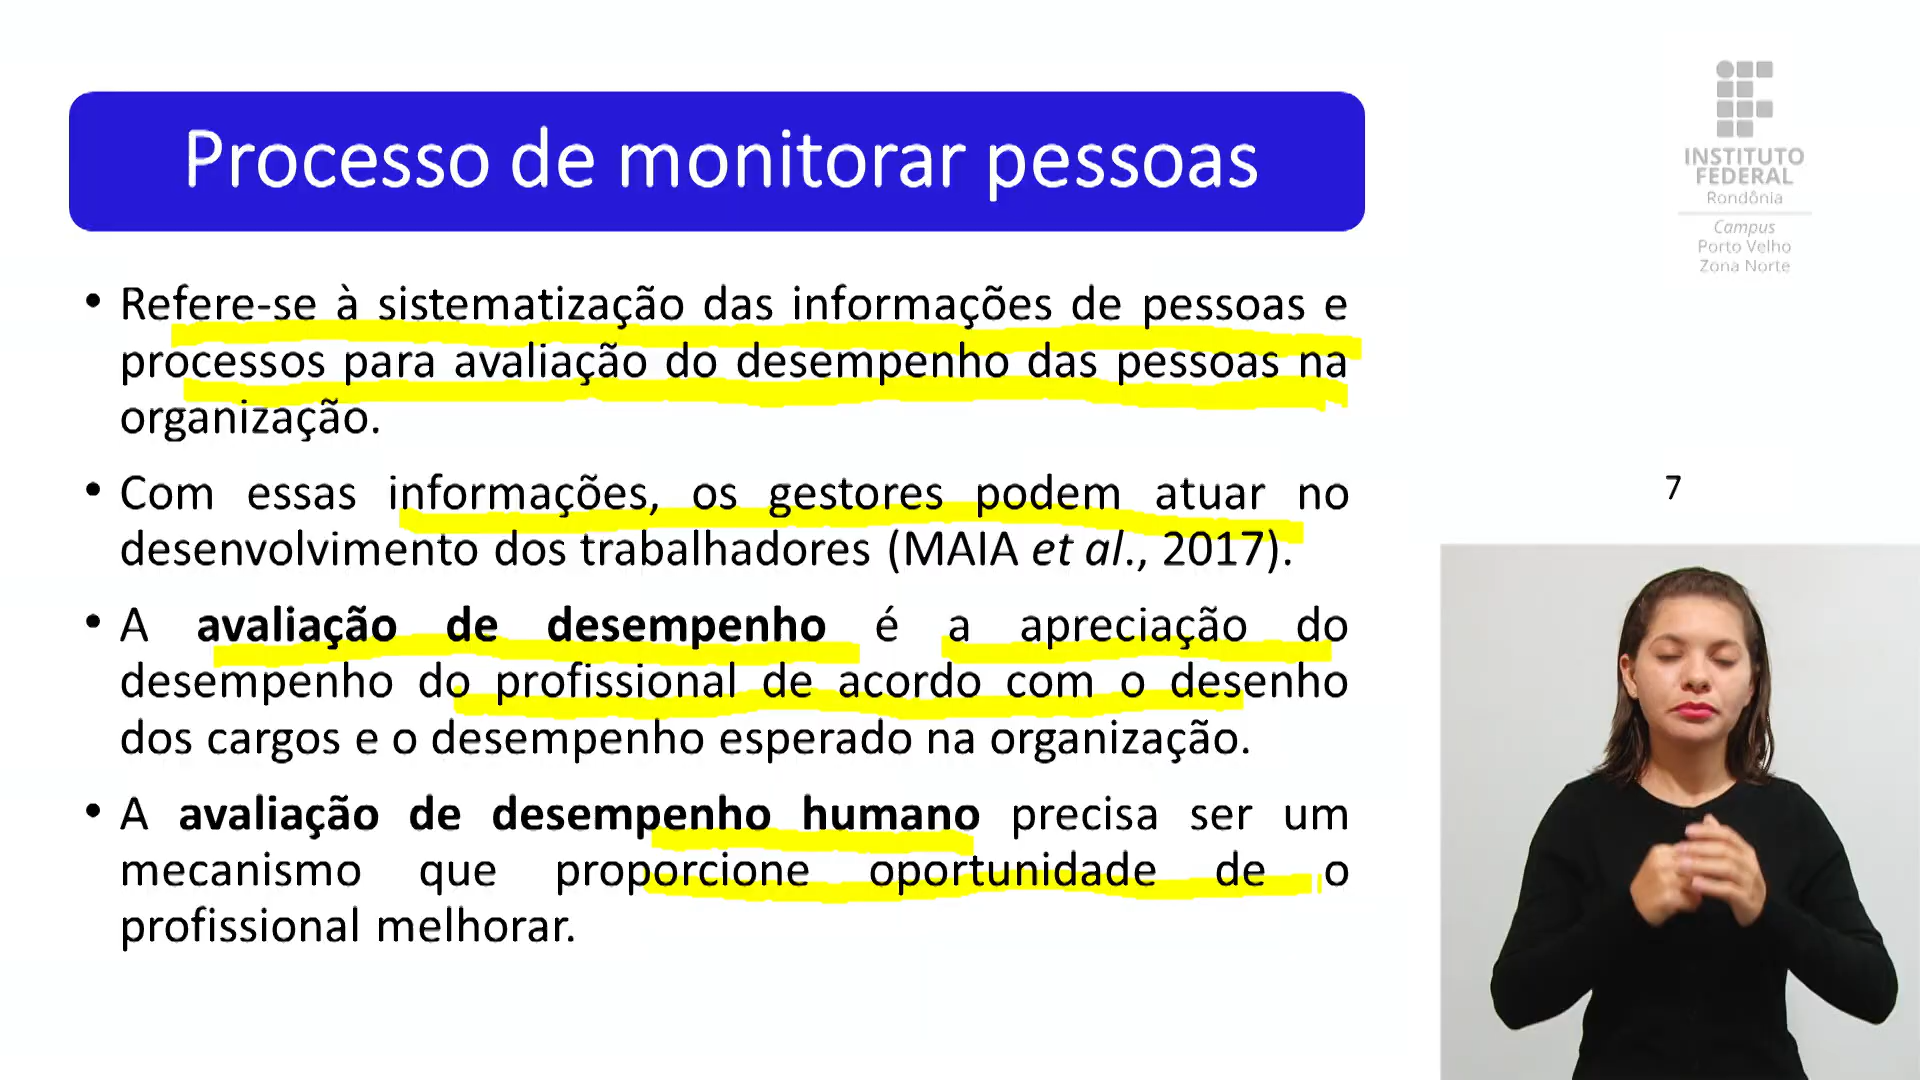 Processo de monitorar pessoas
INSTITUTO
FEDERAL
Rondônia
Campus
Porto Velho
Zona Norte
• Refere-se à sistematização das informações de pessoas e
processos para avaliação do desempenho das pessoas na
organização.
• Com essas informações, os gestores podem atuar no
desenvolvimento dos trabalhadores (MAIA et al., 2017).
• A avaliação de desempenho é a apreciação do
desempenho do profissional de acordo com o desenho
dos cargos e o desempenho esperado na organização.
• A avaliação de desempenho humano precisa ser um
mecanismo que proporcione oportunidade de o
profissional melhorar.
7